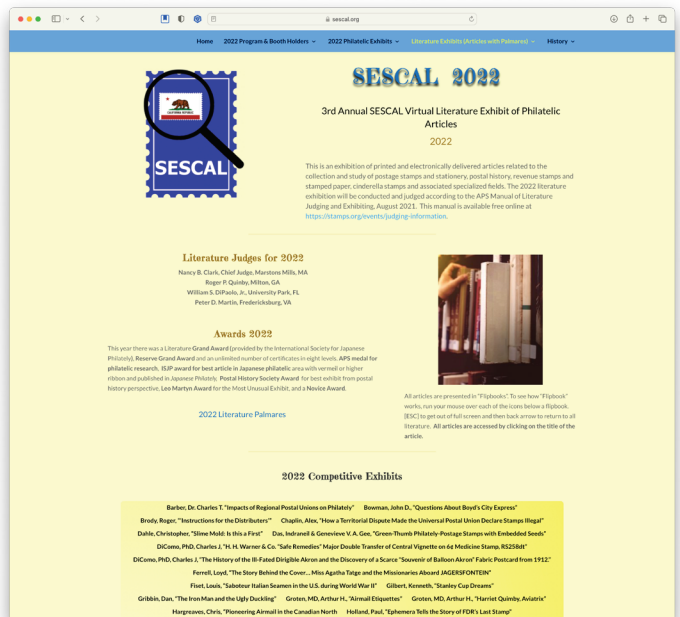 sescal.org
Home 2022 Program & Booth Holders 2022 Philatelic Exhibits Literature Exhibits (Articles with Palmares) History
CALIFORNIA REPUBLIC
SESCAL
SESCAL 2022
3rd Annual SESCAL Virtual Literature Exhibit of Philatelic
Articles
2022
This is an exhibition of printed and electronically delivered articles related to the
collection and study of postage stamps and stationery, postal history, revenue stamps and
stamped paper, cinderella stamps and associated specialized fields. The 2022 literature
exhibition will be conducted and judged according to the APS Manual of Literature
Judging and Exhibiting, August 2021. This manual is available free online at
https://stamps.org/events/judging-information.
Literature Judges for 2022
Nancy B. Clark, Chief Judge, Marstons Mills, MA
Roger P. Quinby, Milton, GA
William S. DiPaolo, Jr., University Park, FL
Peter D. Martin, Fredericksburg, VA
Awards 2022
This year there was a Literature Grand Award (provided by the International Society for Japanese
Philately), Reserve Grand Award and an unlimited number of certificates in eight levels. APS medal for
philatelic research, ISJP award for best article in Japanese philatelic area with vermeil or higher
ribbon and published in Japanese Philately, Postal History Society Award for best exhibit from postal
history perspective, Leo Martyn Award for the Most Unusual Exhibit, and a Novice Award.
2022 Literature Palmares
All articles are presented in "Flipbooks". To see how "Flipbook"
works, run your mouse over each of the icons below a flipbook.
[ESC] to get out of full screen and then back arrow to return to all
literature. All articles are accessed by clicking on the title of the
article.
2022 Competitive Exhibits
Barber, Dr. Charles T. "Impacts of Regional Postal Unions on Philately" Bowman, John D., "Questions About Boyd's City Express"
Brody, Roger, "'Instructions for the Distributers'" Chaplin, Alex, "How a Territorial Dispute Made the Universal Postal Union Declare Stamps Illegal"
Dahle, Christopher, "Slime Mold: Is this a First" Das, Indranell & Genevieve V. A. Gee, "Green-Thumb Philately-Postage Stamps with Embedded Seeds"
DiComo, PhD, Charles J. "H. H. Warner & Co. "Safe Remedies" Major Double Transfer of Central Vignette on 6¢ Medicine Stamp, RS258dt"
DiComo, PhD, Charles J, "The History of the Ill-Fated Dirigible Akron and the Discovery of a Scarce "Souvenir of Balloon Akron" Fabric Postcard from 1912."
Ferrell, Loyd, "The Story Behind the Cover... Miss Agatha Tatge and the Missionaries Aboard JAGERSFONTEIN"
Fiset, Louis, "Saboteur Italian Seamen in the U.S. during World War II" Gilbert, Kenneth, "Stanley Cup Dreams"
Gribbin, Dan, "The Iron Man and the Ugly Duckling" Groten, MD, Arthur H., "Airmail Etiquettes" Groten, MD, Arthur H., "Harriet Quimby, Aviatrix"
Hargreaves, Chris, "Pioneering Airmail in the Canadian North Holland, Paul, "Ephemera Tells the Story of FDR's Last Stamp"